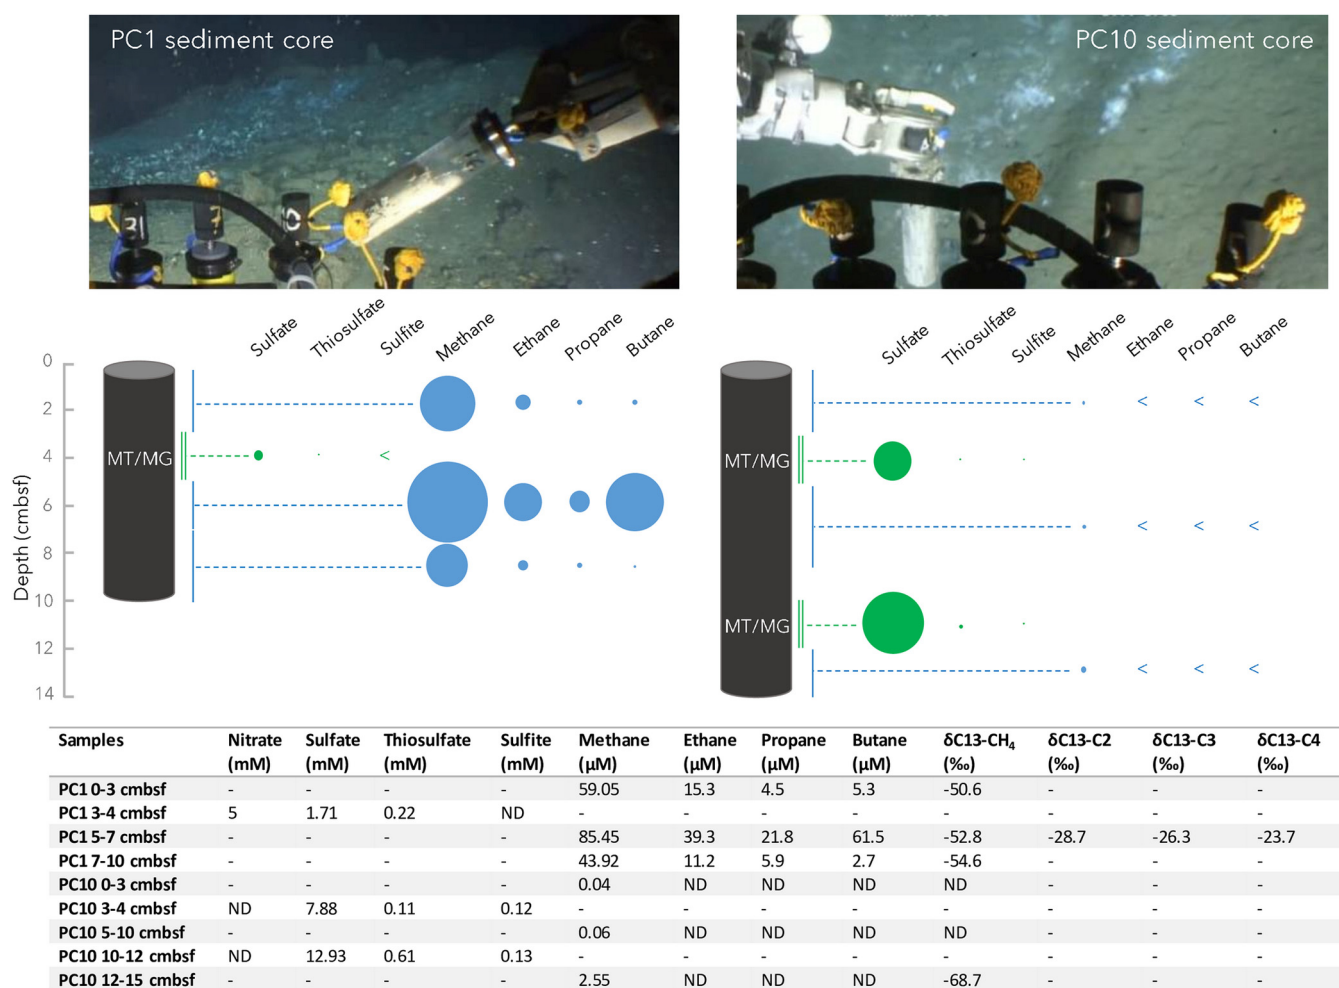 PC1 sediment core
PC10 sediment core
Sulfate Thiosulfate Sulfite Methane Ethane Propane Butane
Sulfate Thiosulfate Sulfite Methane Ethane Propane Butane
Depth (cmbsf)
0
2
4
6
8
10
12
14
MT/MG
<
MT/MG
MT/MG
< < <
< < <
< < <
Samples Nitrate (mM) Sulfate (mM) Thiosulfate (mM) Sulfite (mM) Methane (µM) Ethane (µM) Propane (µM) Butane (µM) δC13-CH₄ (‰) δC13-C2 (‰) δC13-C3 (‰) δC13-C4 (‰)
PC1 0-3 cmbsf - - - - 59.05 15.3 4.5 5.3 -50.6 - - -
PC1 3-4 cmbsf 5 1.71 0.22 ND - - - - - - - -
PC1 5-7 cmbsf - - - - 85.45 39.3 21.8 61.5 -52.8 -28.7 -26.3 -23.7
PC1 7-10 cmbsf - - - - 43.92 11.2 5.9 2.7 -54.6 - - -
PC10 0-3 cmbsf - - - - 0.04 ND ND ND ND - - -
PC10 3-4 cmbsf ND 7.88 0.11 0.12 - - - - - - - -
PC10 5-10 cmbsf - - - - 0.06 ND ND ND ND - - -
PC10 10-12 cmbsf ND 12.93 0.61 0.13 - - - - - - - -
PC10 12-15 cmbsf - - - - 2.55 ND ND ND -68.7 - - -